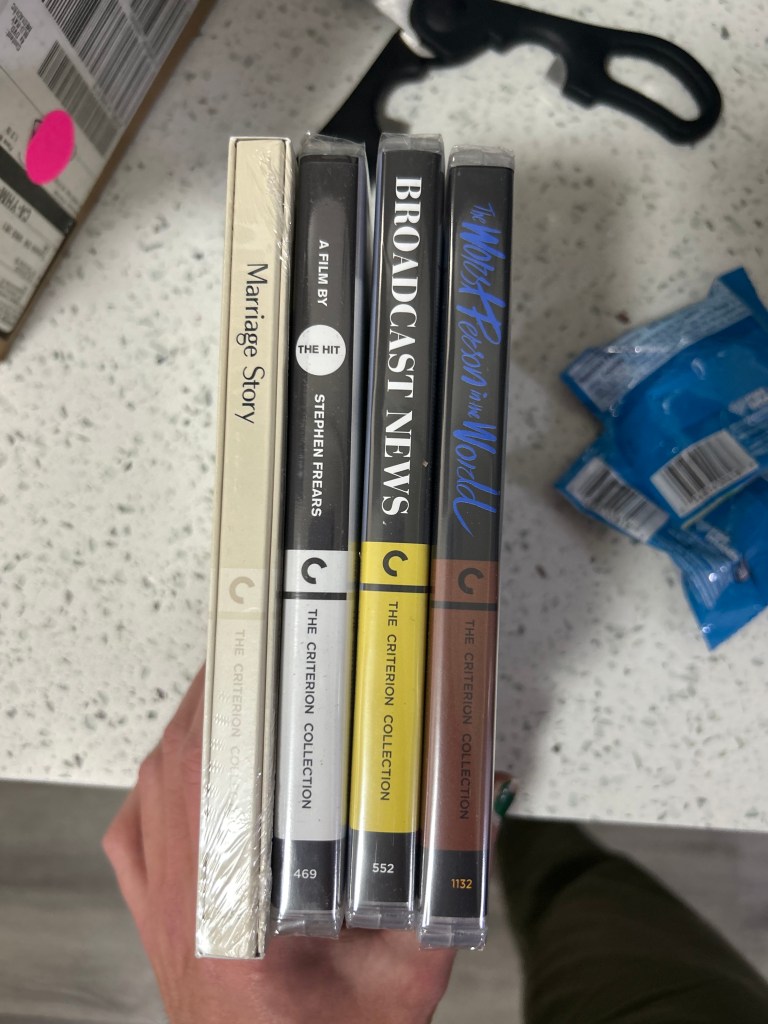 Marriage Story
THE CRITERION
A FILM BY
THE HIT
STEPHEN FREARS
THE CRITERION COLLECTION
469
BROADCAST NEWS
THE CRITERION COLLECTION
552
The Worst Person in the World
THE CRITERION COLLECTION
1132